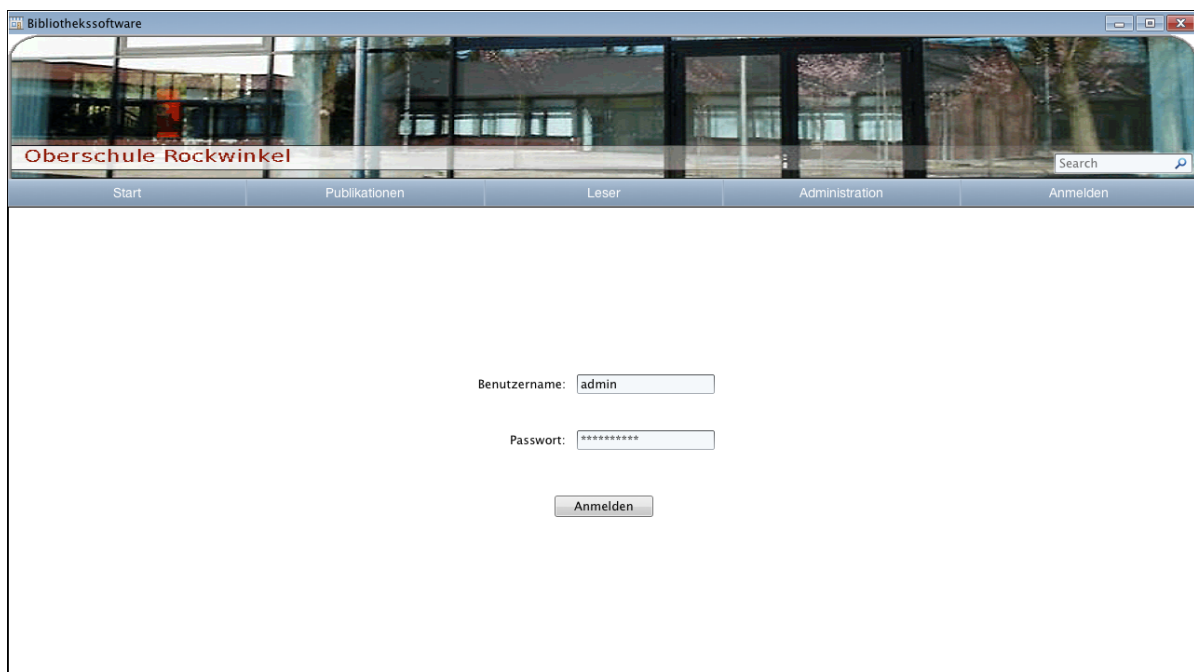 Bibliothekssoftware
Oberschule Rockwinkel
Search
Start Publikationen Leser Administration Anmelden
Benutzername: admin
Passwort: **********
Anmelden